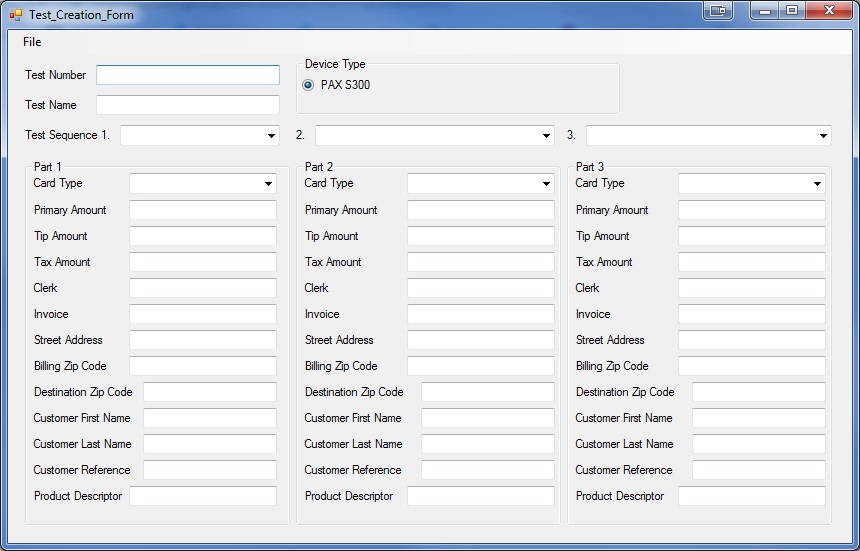 Test_Creation_Form
File
Test Number
Device Type
PAX S300
Test Name
Test Sequence 1. 2. 3.
Part 1 Part 2 Part 3
Card Type Card Type Card Type
Primary Amount Primary Amount Primary Amount
Tip Amount Tip Amount Tip Amount
Tax Amount Tax Amount Tax Amount
Clerk Clerk Clerk
Invoice Invoice Invoice
Street Address Street Address Street Address
Billing Zip Code Billing Zip Code Billing Zip Code
Destination Zip Code Destination Zip Code Destination Zip Code
Customer First Name Customer First Name Customer First Name
Customer Last Name Customer Last Name Customer Last Name
Customer Reference Customer Reference Customer Reference
Product Descriptor Product Descriptor Product Descriptor